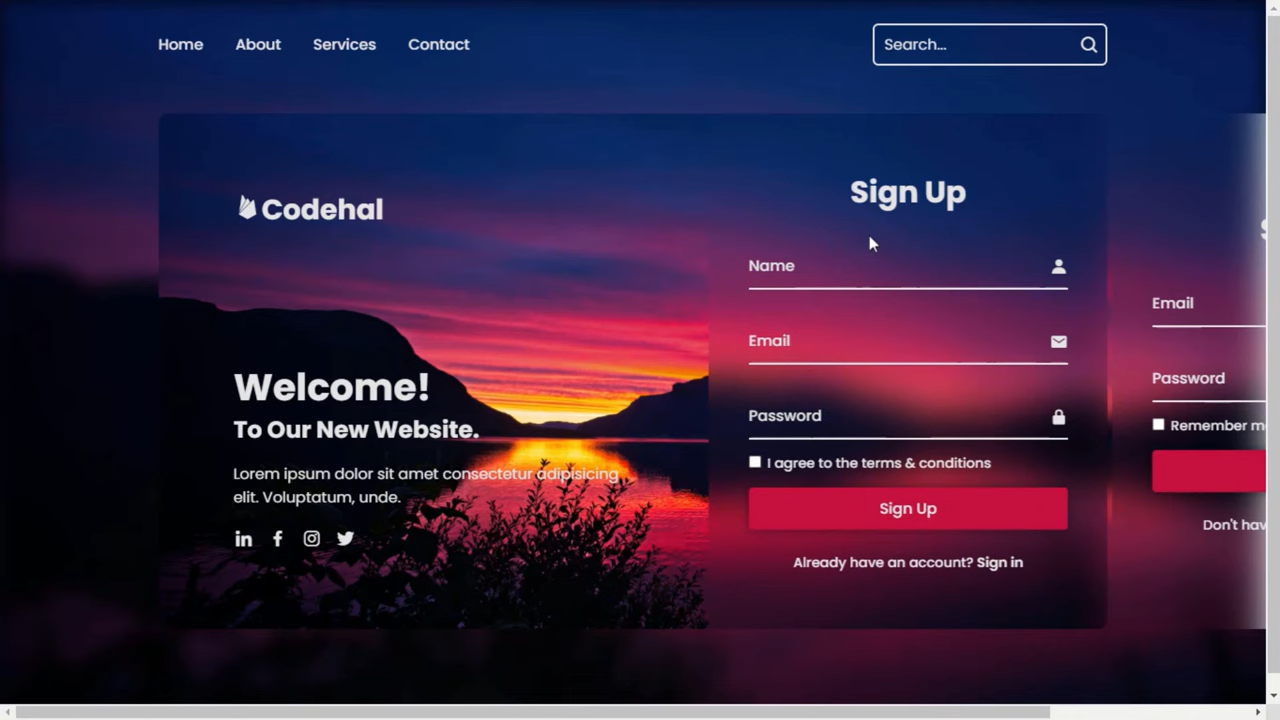 Home About Services Contact Search...
Codehal
Welcome!
To Our New Website.
Lorem ipsum dolor sit amet consectetur adipisicing
elit. Voluptatum, unde.
Sign Up
Name
Email
Password
I agree to the terms & conditions
Sign Up
Already have an account? Sign in
Email
Password
Remember
Don't